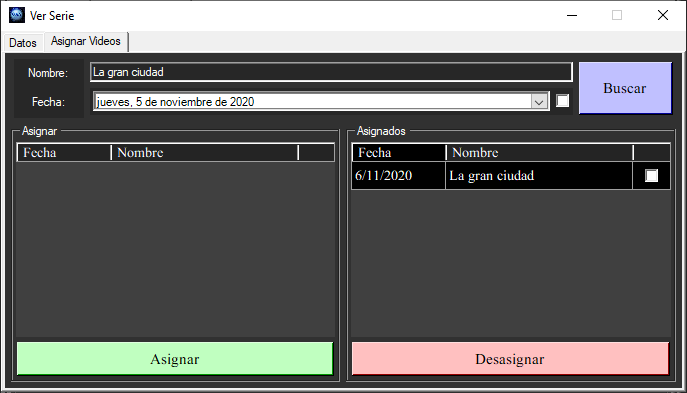 Ver Serie
Datos
Asignar Videos
Nombre:
La gran ciudad
Fecha:
jueves, 5 de noviembre de 2020
Buscar
Asignar
Fecha
Nombre
Asignar
Asignados
Fecha
Nombre
6/11/2020
La gran ciudad
Desasignar